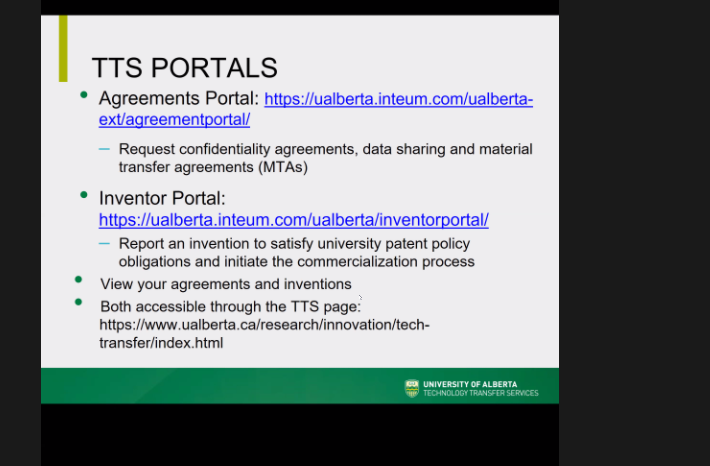 TTS PORTALS
• Agreements Portal: https://ualberta.inteum.com/ualberta-
ext/agreementportal/
– Request confidentiality agreements, data sharing and material
transfer agreements (MTAs)
• Inventor Portal:
https://ualberta.inteum.com/ualberta/inventorportal/
– Report an invention to satisfy university patent policy
obligations and initiate the commercialization process
• View your agreements and inventions
• Both accessible through the TTS page:
https://www.ualberta.ca/research/innovation/tech-
transfer/index.html
UNIVERSITY OF ALBERTA
TECHNOLOGY TRANSFER SERVICES